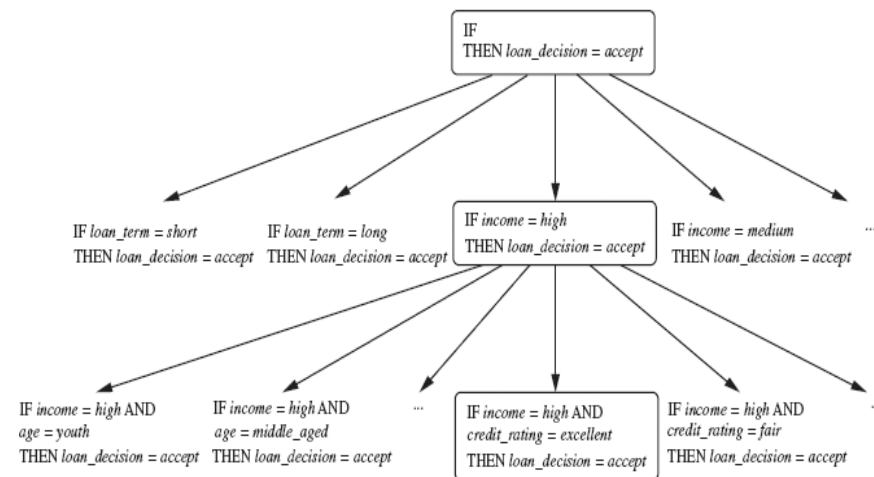 IF
THEN loan_decision = accept
IF loan_term = short
THEN loan_decision = accept
IF loan_term = long
THEN loan_decision = accept
IF income = high
THEN loan_decision = accept
IF income = medium
THEN loan_decision = accept
...
IF income = high AND
age = youth
THEN loan_decision = accept
IF income = high AND
age = middle_aged
THEN loan_decision = accept
...
IF income = high AND
credit_rating = excellent
THEN loan_decision = accept
IF income = high AND
credit_rating = fair
THEN loan_decision = accept